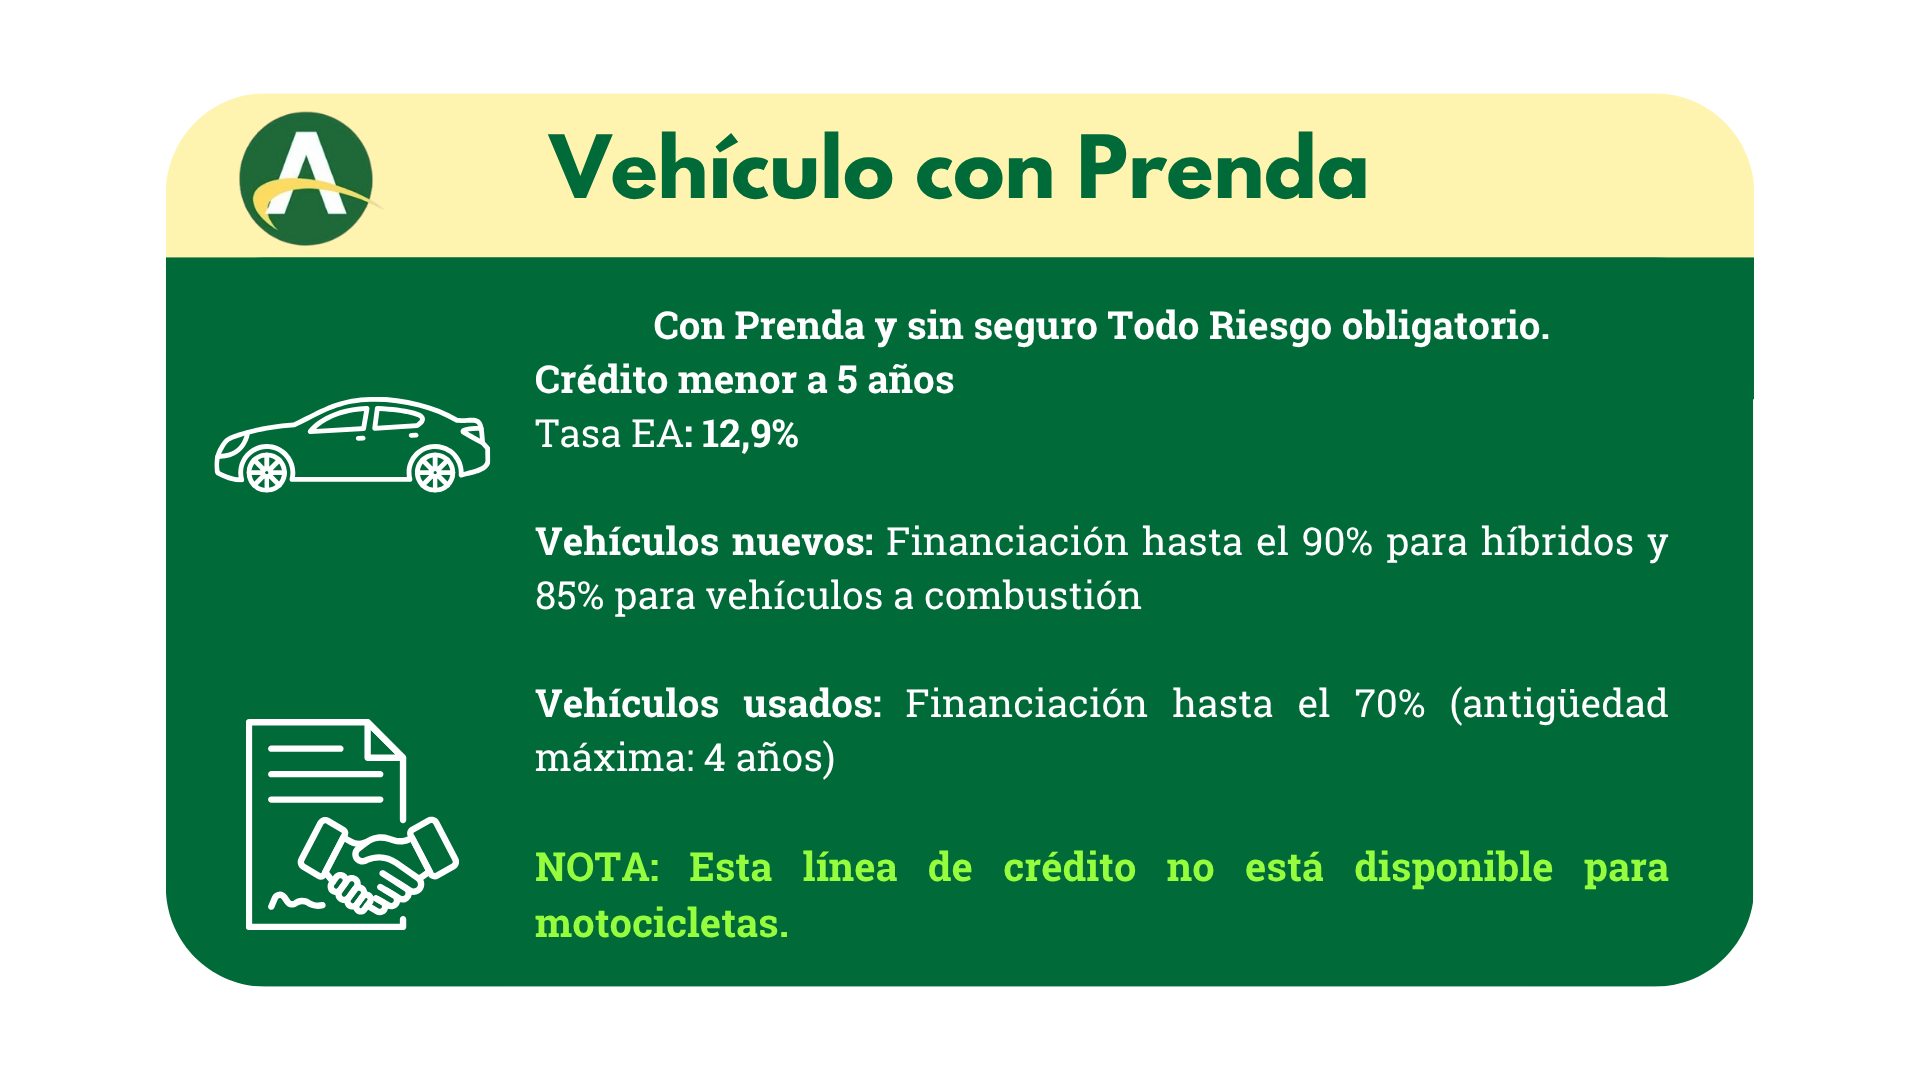 A
Vehículo con Prenda
Con Prenda y sin seguro Todo Riesgo obligatorio.
Crédito menor a 5 años
Tasa EA: 12,9%
Vehículos nuevos: Financiación hasta el 90% para híbridos y
85% para vehículos a combustión
Vehículos usados: Financiación hasta el 70% (antigüedad
máxima: 4 años)
NOTA: Esta línea de crédito no está disponible para
motocicletas.